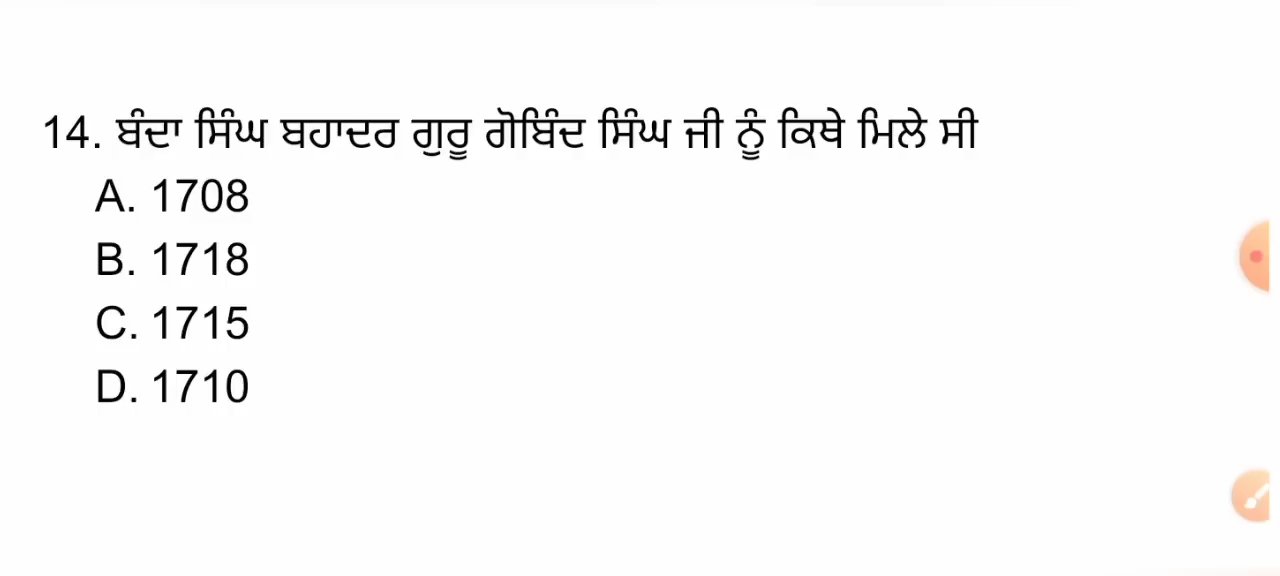 14. ਬੰਦਾ ਸਿੰਘ ਬਹਾਦਰ ਗੁਰੂ ਗੋਬਿੰਦ ਸਿੰਘ ਜੀ ਨੂੰ ਕਿਥੇ ਮਿਲੇ ਸੀ
A. 1708
B. 1718
C. 1715
D. 1710